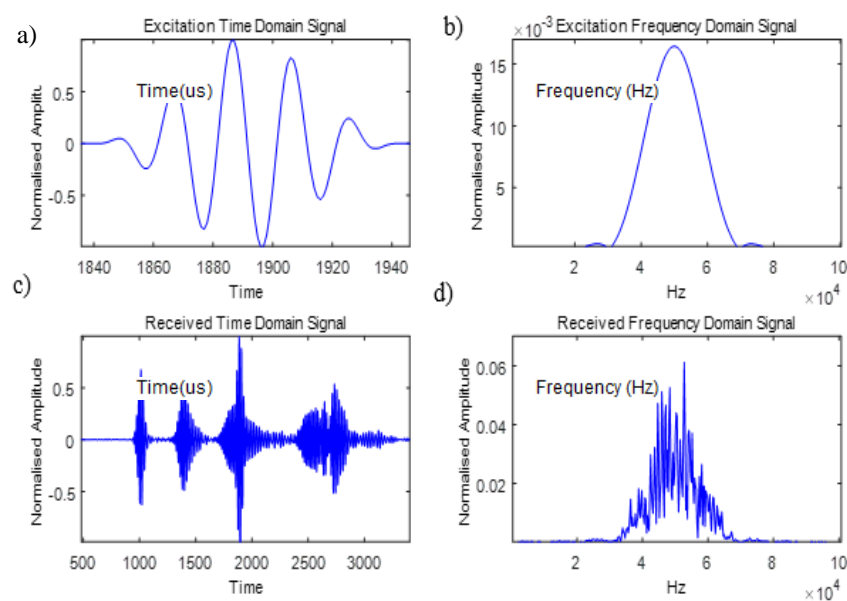 a)
Excitation Time Domain Signal
Normalised Amplit
Time(us)
0.5
0
-0.5
1840 1860 1880 1900 1920 1940
Time
b)
×10⁻³ Excitation Frequency Domain Signal
Normalised Amplitude
Frequency (Hz)
15
10
5
2 4 6 8 10
Hz
×10⁴
c)
Received Time Domain Signal
Normalised Amplitude
Time(us)
0.5
0
-0.5
500 1000 1500 2000 2500 3000
Time
d)
Received Frequency Domain Signal
Normalised Amplitude
Frequency (Hz)
0.06
0.04
0.02
2 4 6 8 10
Hz
×10⁴